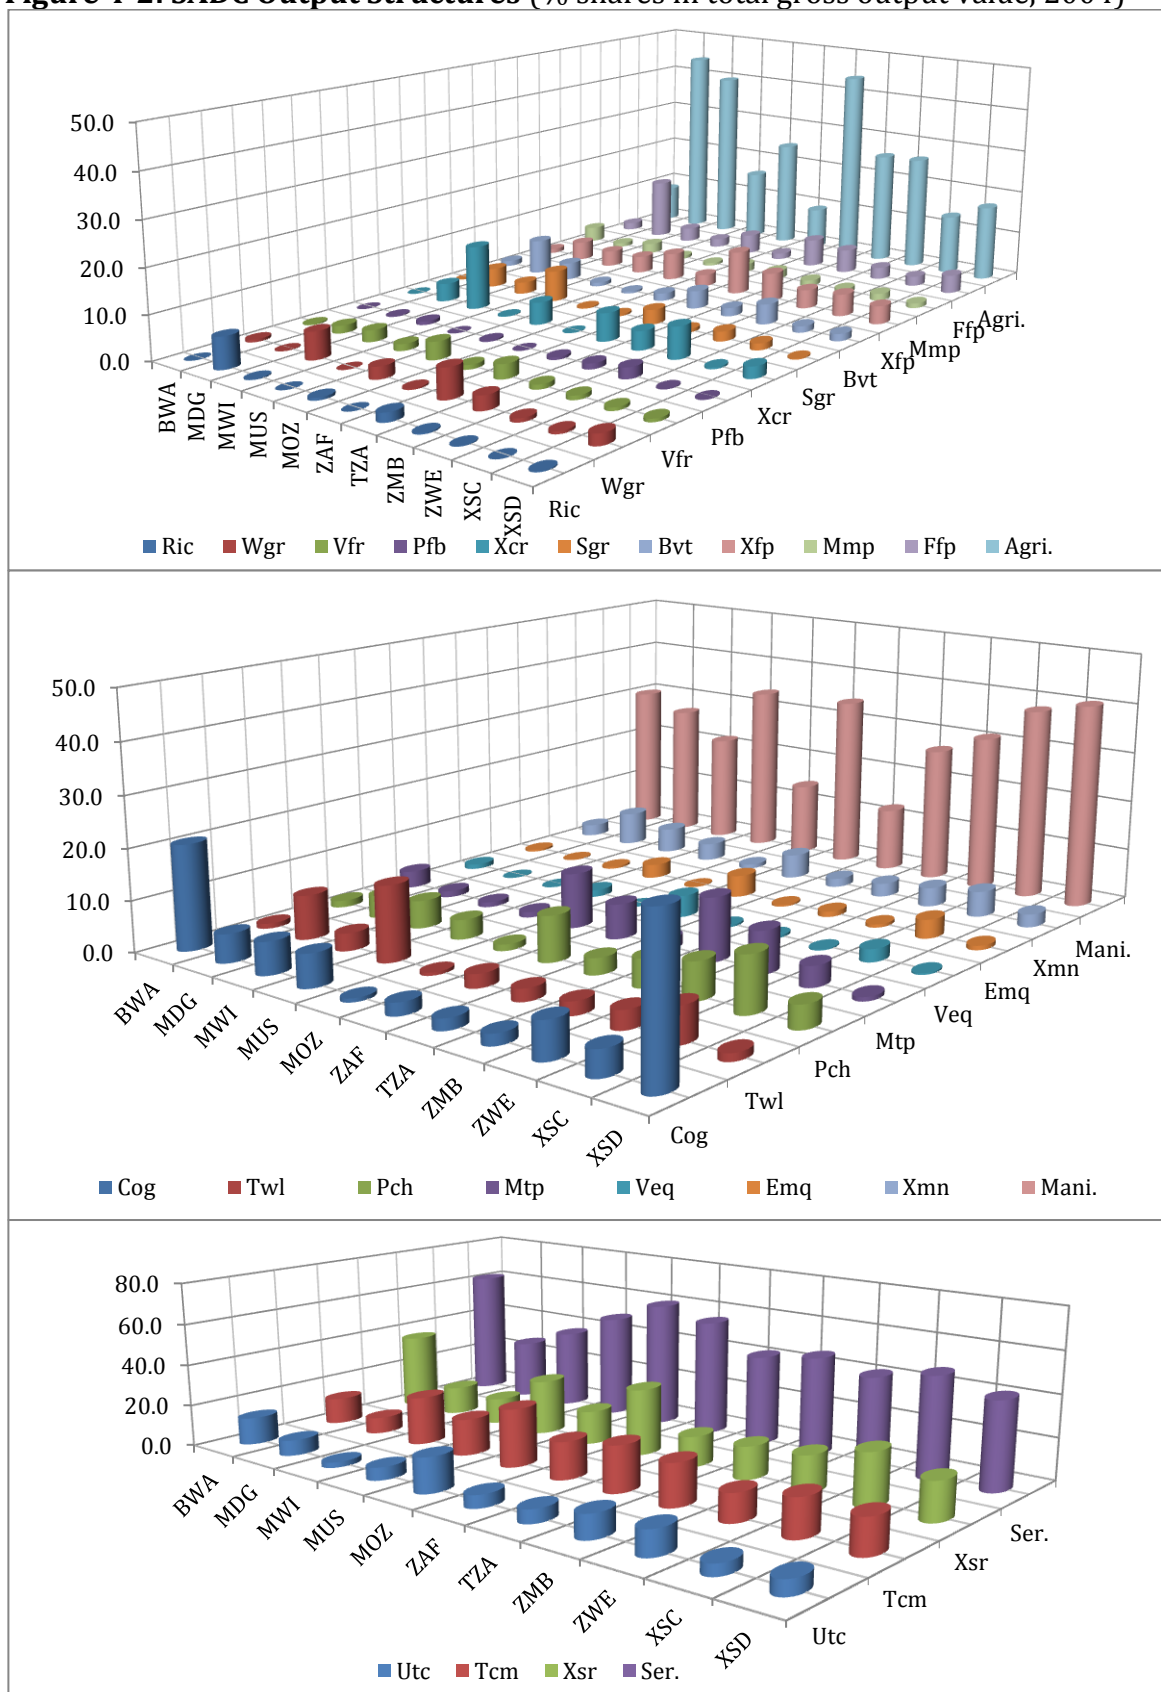 Figure 4-2: SADC Output Structures (% shares in total gross output value, 2004)
50.0
40.0
30.0
20.0
10.0
0.0
BWA
MDG
MWI
MUS
MOZ
ZAF
TZA
ZMB
ZWE
XSC
XSD
Ric
Wgr
Vfr
Pfb
Xcr
Sgr
Bvt
Xfp
Mmp
Ffp
Agri.
Ric Wgr Vfr Pfb Xcr Sgr Bvt Xfp Mmp Ffp Agri.
50.0
40.0
30.0
20.0
10.0
0.0
BWA
MDG
MWI
MUS
MOZ
ZAF
TZA
ZMB
ZWE
XSC
XSD
Cog
Twl
Pch
Mtp
Veq
Emq
Xmn
Mani.
Cog Twl Pch Mtp Veq Emq Xmn Mani.
80.0
60.0
40.0
20.0
0.0
BWA
MDG
MWI
MUS
MOZ
ZAF
TZA
ZMB
ZWE
XSC
XSD
Utc
Tcm
Xsr
Ser.
Utc Tcm Xsr Ser.